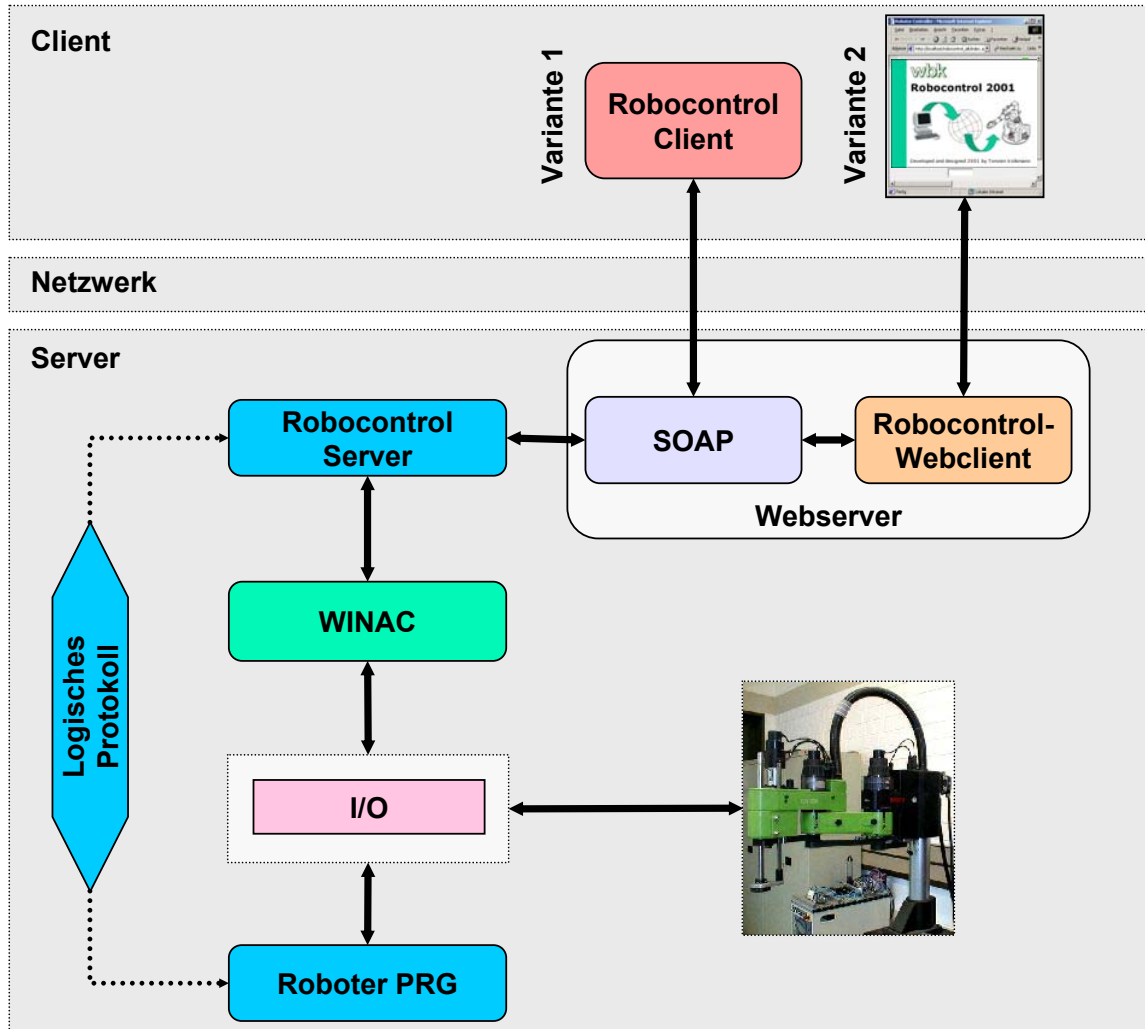 Client
Variante 1
Robocontrol
Client
Variante 2
wbk
Robocontrol 2001
Netzwerk
Server
Robocontrol
Server
SOAP
Robocontrol-
Webclient
Webserver
WINAC
Logisches
Protokoll
I/O
Roboter PRG